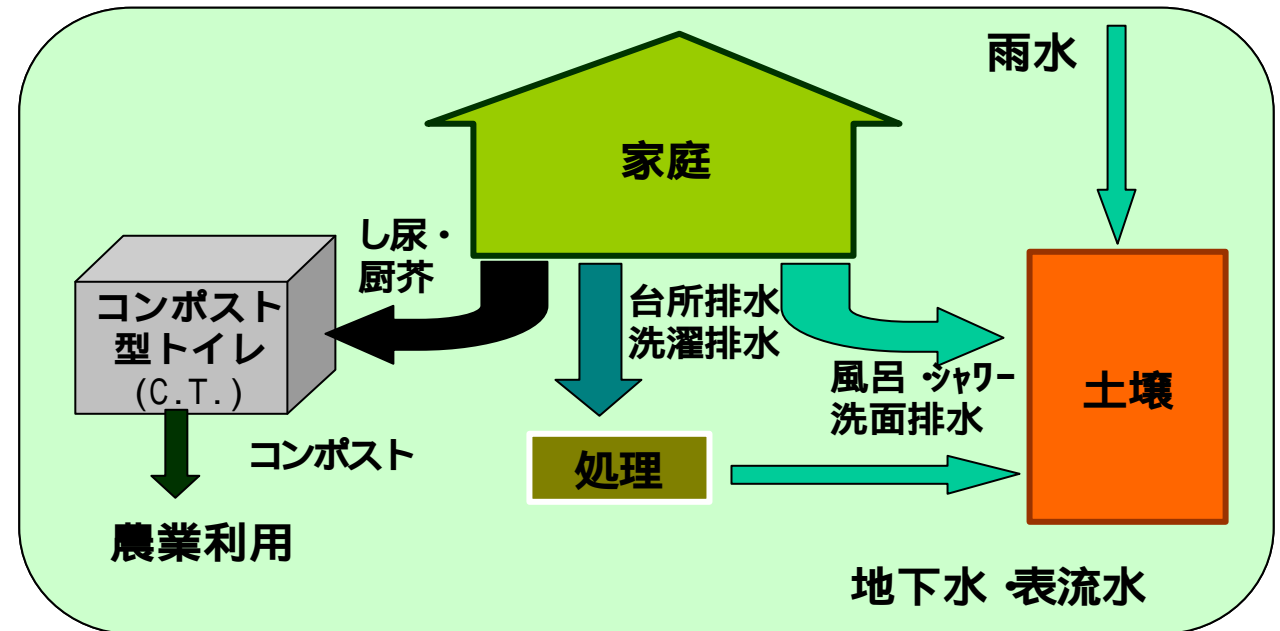 雨水
家庭
し尿・
厨芥
コンポスト
型トイレ
(C.T.)
台所排水
洗濯排水
風呂・シャワー
洗面排水
土壌
コンポスト
処理
農業利用
地下水・表流水